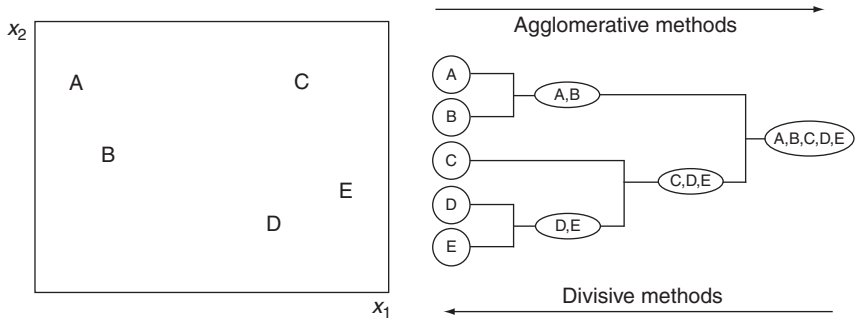 x₂
A
C
B
E
D
x₁
Agglomerative methods
A
A,B
B
A,B,C,D,E
C
C,D,E
D
D,E
E
Divisive methods